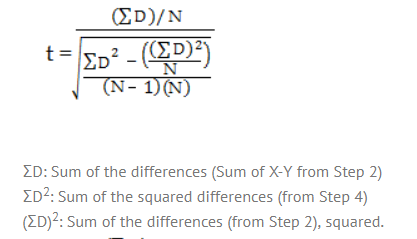 (ΣD)/N
t = √
ΣD² - ((ΣD)²)
N
(N- 1)(N)
ΣD: Sum of the differences (Sum of X-Y from Step 2)
ΣD²: Sum of the squared differences (from Step 4)
(ΣD)²: Sum of the differences (from Step 2), squared.